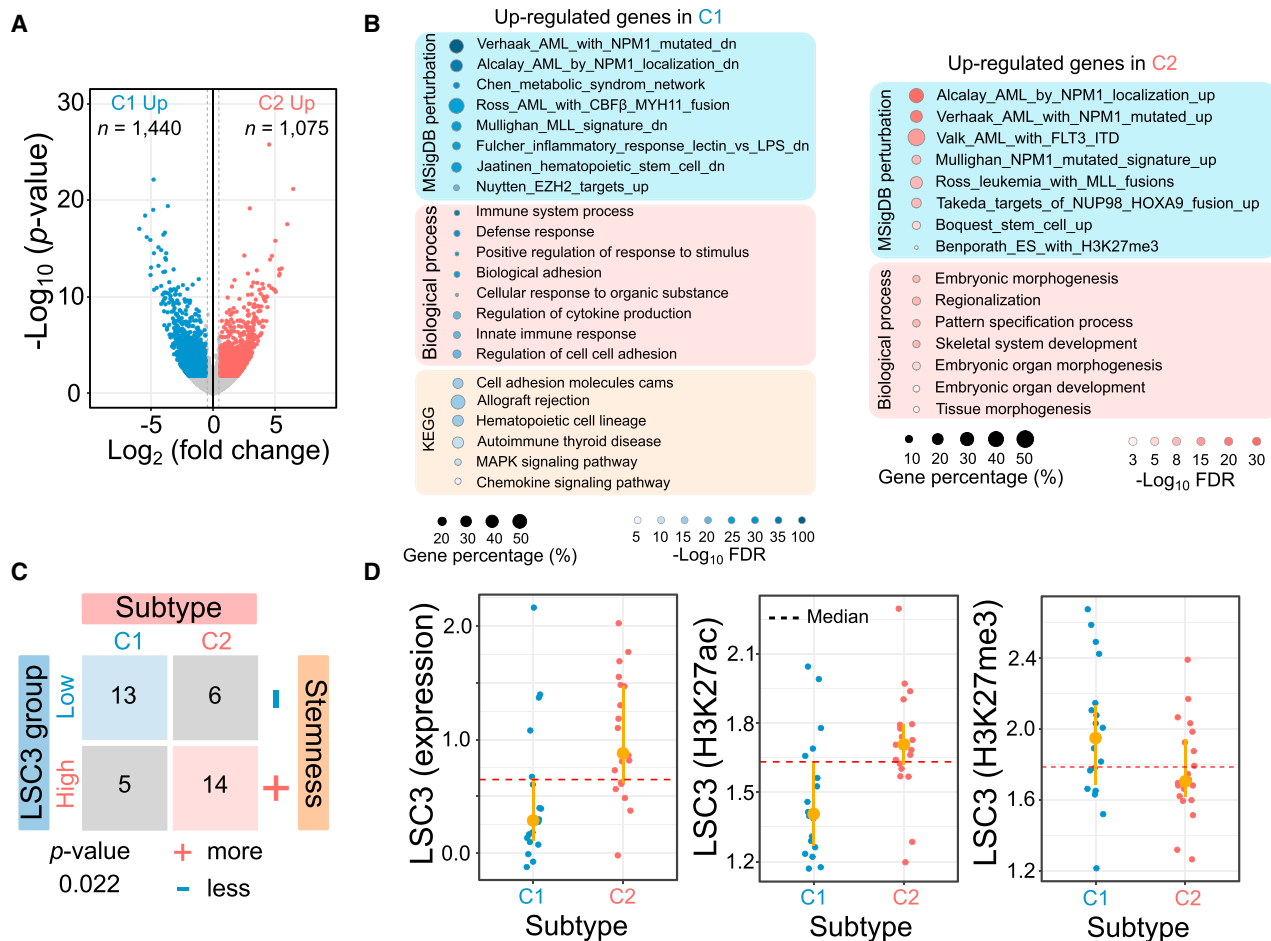 A
C1 Up
n = 1,440
C2 Up
n = 1,075
-Log10 (p-value)
30
20
10
0
-5
0
5
Log2 (fold change)
B
Up-regulated genes in C1
MSigDB perturbation
Verhaak_AML_with_NPM1_mutated_dn
Alcalay_AML_by_NPM1_localization_dn
Chen_metabolic_syndrom_network
Ross_AML_with_CBFβ_MYH11_fusion
Mullighan_MLL_signature_dn
Fulcher_inflammatory_response_lectin_vs_LPS_dn
Jaatinen_hematopoietic_stem_cell_dn
Nuytten_EZH2_targets_up
Biological process
Immune system process
Defense response
Positive regulation of response to stimulus
Biological adhesion
Cellular response to organic substance
Regulation of cytokine production
Innate immune response
Regulation of cell cell adhesion
KEGG
Cell adhesion molecules cams
Allograft rejection
Hematopoietic cell lineage
Autoimmune thyroid disease
MAPK signaling pathway
Chemokine signaling pathway
20 30 40 50
Gene percentage (%)
5 10 15 20 25 30 35 100
-Log10 FDR
Up-regulated genes in C2
MSigDB perturbation
Alcalay_AML_by_NPM1_localization_up
Verhaak_AML_with_NPM1_mutated_up
Valk_AML_with_FLT3_ITD
Mullighan_NPM1_mutated_signature_up
Ross_leukemia_with_MLL_fusions
Takeda_targets_of_NUP98_HOXA9_fusion_up
Boquest_stem_cell_up
Benporath_ES_with_H3K27me3
Biological process
Embryonic morphogenesis
Regionalization
Pattern specification process
Skeletal system development
Embryonic organ morphogenesis
Embryonic organ development
Tissue morphogenesis
10 20 30 40 50
Gene percentage (%)
3 5 8 15 20 30
-Log10 FDR
C
Subtype
C1 C2
LSC3 group
Low
High
13 6
5 14
-
+
Stemness
p-value
0.022
+ more
- less
D
LSC3 (expression)
2.0
1.0
0.0
C1 C2
Subtype
LSC3 (H3K27ac)
Median
2.1
1.8
1.5
1.2
C1 C2
Subtype
LSC3 (H3K27me3)
2.4
2.0
1.6
1.2
C1 C2
Subtype